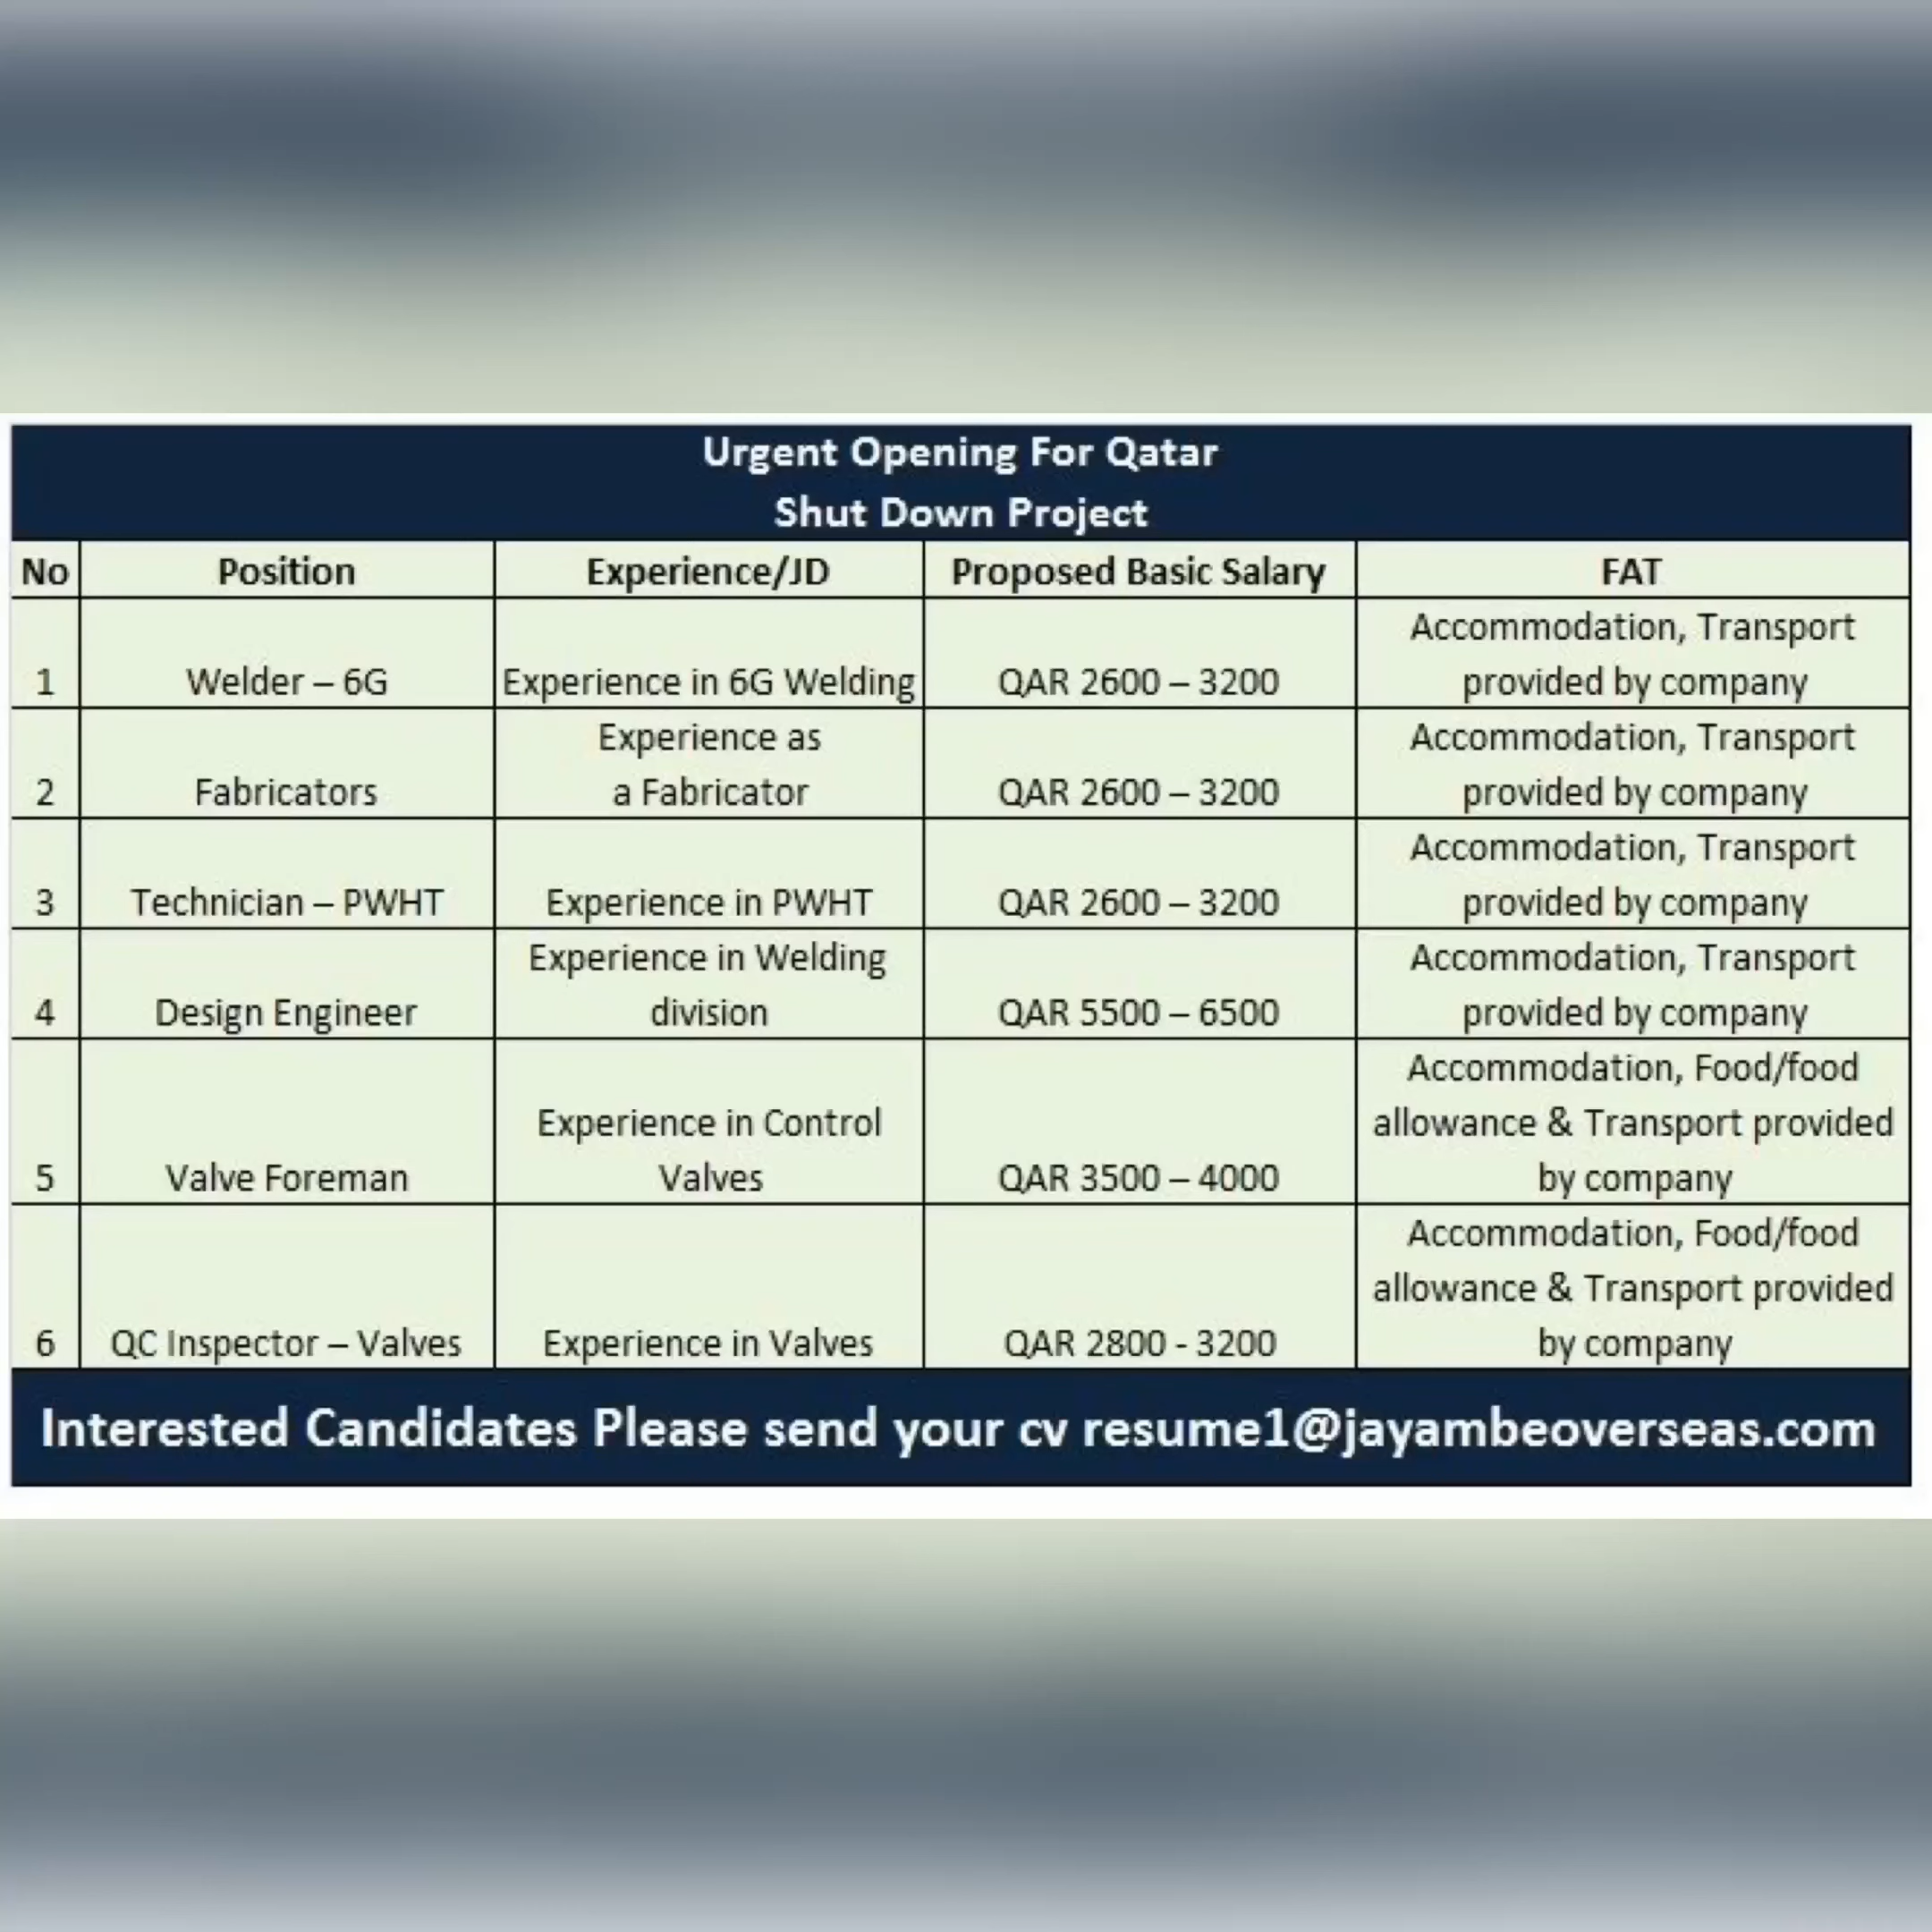 Urgent Opening For Qatar
Shut Down Project
No Position Experience/JD Proposed Basic Salary FAT
1 Welder – 6G Experience in 6G Welding QAR 2600 – 3200 Accommodation, Transport
provided by company
2 Fabricators Experience as
a Fabricator QAR 2600 – 3200 Accommodation, Transport
provided by company
3 Technician – PWHT Experience in PWHT QAR 2600 – 3200 Accommodation, Transport
provided by company
4 Design Engineer Experience in Welding
division QAR 5500 – 6500 Accommodation, Transport
provided by company
5 Valve Foreman Experience in Control
Valves QAR 3500 – 4000 Accommodation, Food/food
allowance & Transport provided
by company
6 QC Inspector – Valves Experience in Valves QAR 2800 - 3200 Accommodation, Food/food
allowance & Transport provided
by company
Interested Candidates Please send your cv resume1@jayambeoverseas.com